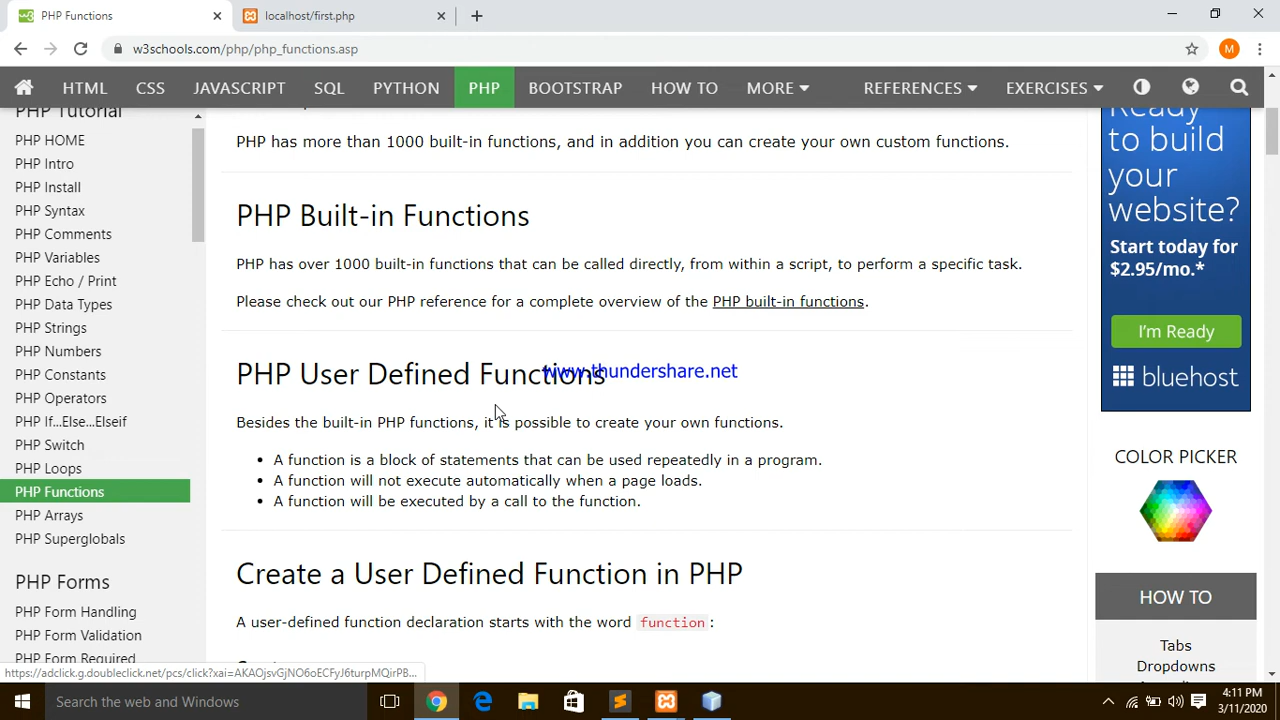 PHP Functions
localhost/first.php
w3schools.com/php/php_functions.asp
M
HTML CSS JAVASCRIPT SQL PYTHON PHP BOOTSTRAP HOW TO MORE REFERENCES EXERCISES
PHP Tutorial
PHP HOME
PHP Intro
PHP Install
PHP Syntax
PHP Comments
PHP Variables
PHP Echo / Print
PHP Data Types
PHP Strings
PHP Numbers
PHP Constants
PHP Operators
PHP If...Else...Elseif
PHP Switch
PHP Loops
PHP Functions
PHP Arrays
PHP Superglobals
PHP Forms
PHP Form Handling
PHP Form Validation
PHP Form Required
PHP has more than 1000 built-in functions, and in addition you can create your own custom functions.
PHP Built-in Functions
PHP has over 1000 built-in functions that can be called directly, from within a script, to perform a specific task.
Please check out our PHP reference for a complete overview of the PHP built-in functions.
PHP User Defined Functions
www.thundershare.net
Besides the built-in PHP functions, it is possible to create your own functions.
• A function is a block of statements that can be used repeatedly in a program.
• A function will not execute automatically when a page loads.
• A function will be executed by a call to the function.
Create a User Defined Function in PHP
A user-defined function declaration starts with the word function:
Ready
to build
your
website?
Start today for
$2.95/mo.*
I'm Ready
bluehost
COLOR PICKER
HOW TO
Tabs
Dropdowns
https://adclick.g.doubleclick.net/pcs/click?xai=AKAOjsvGjNO6oECFyJ6turpMQirPB...
Search the web and Windows
4:11 PM
3/11/2020